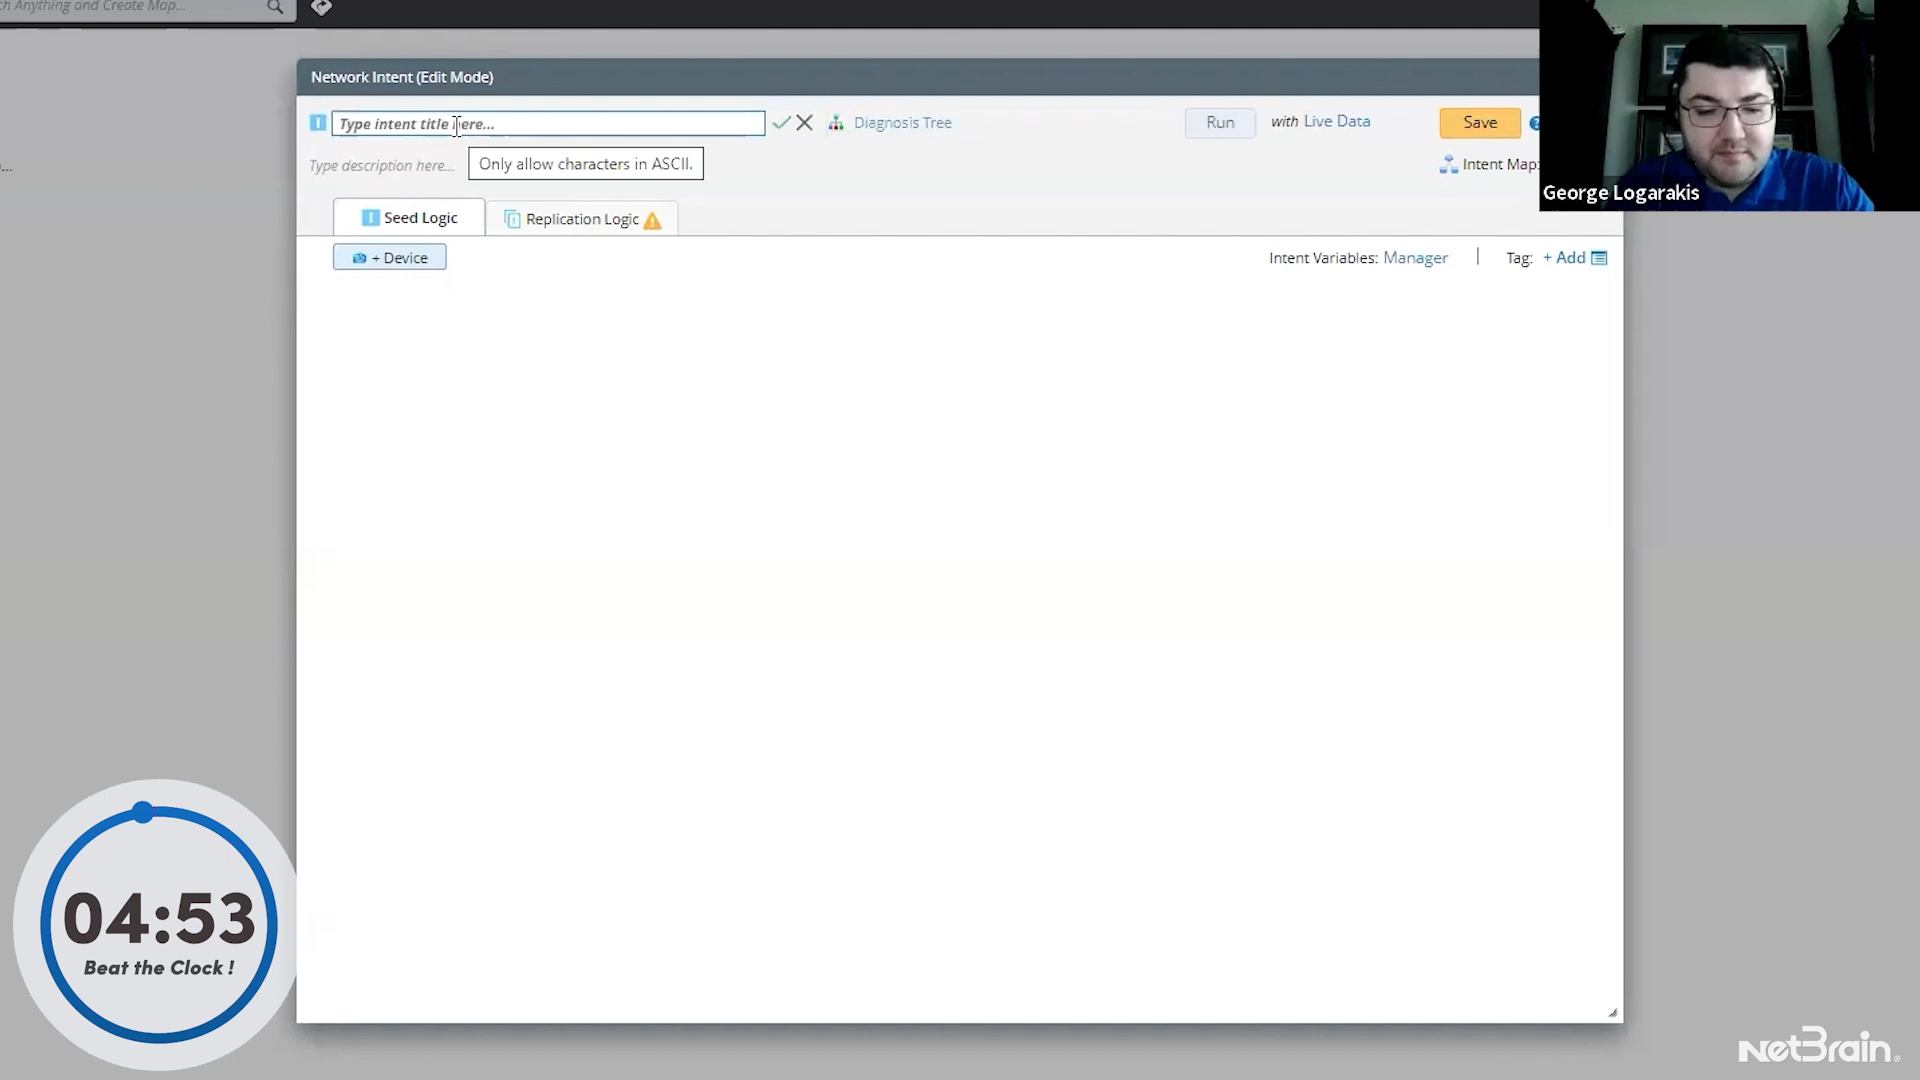 ch Anything and Create Map...
Network Intent (Edit Mode)
Type intent title here...
Diagnosis Tree
Run
with Live Data
Save
Type description here...
Only allow characters in ASCII.
Intent Map:
George Logarakis
Seed Logic
Replication Logic
+ Device
Intent Variables: Manager
Tag: + Add
04:53
Beat the Clock !
NetBrain